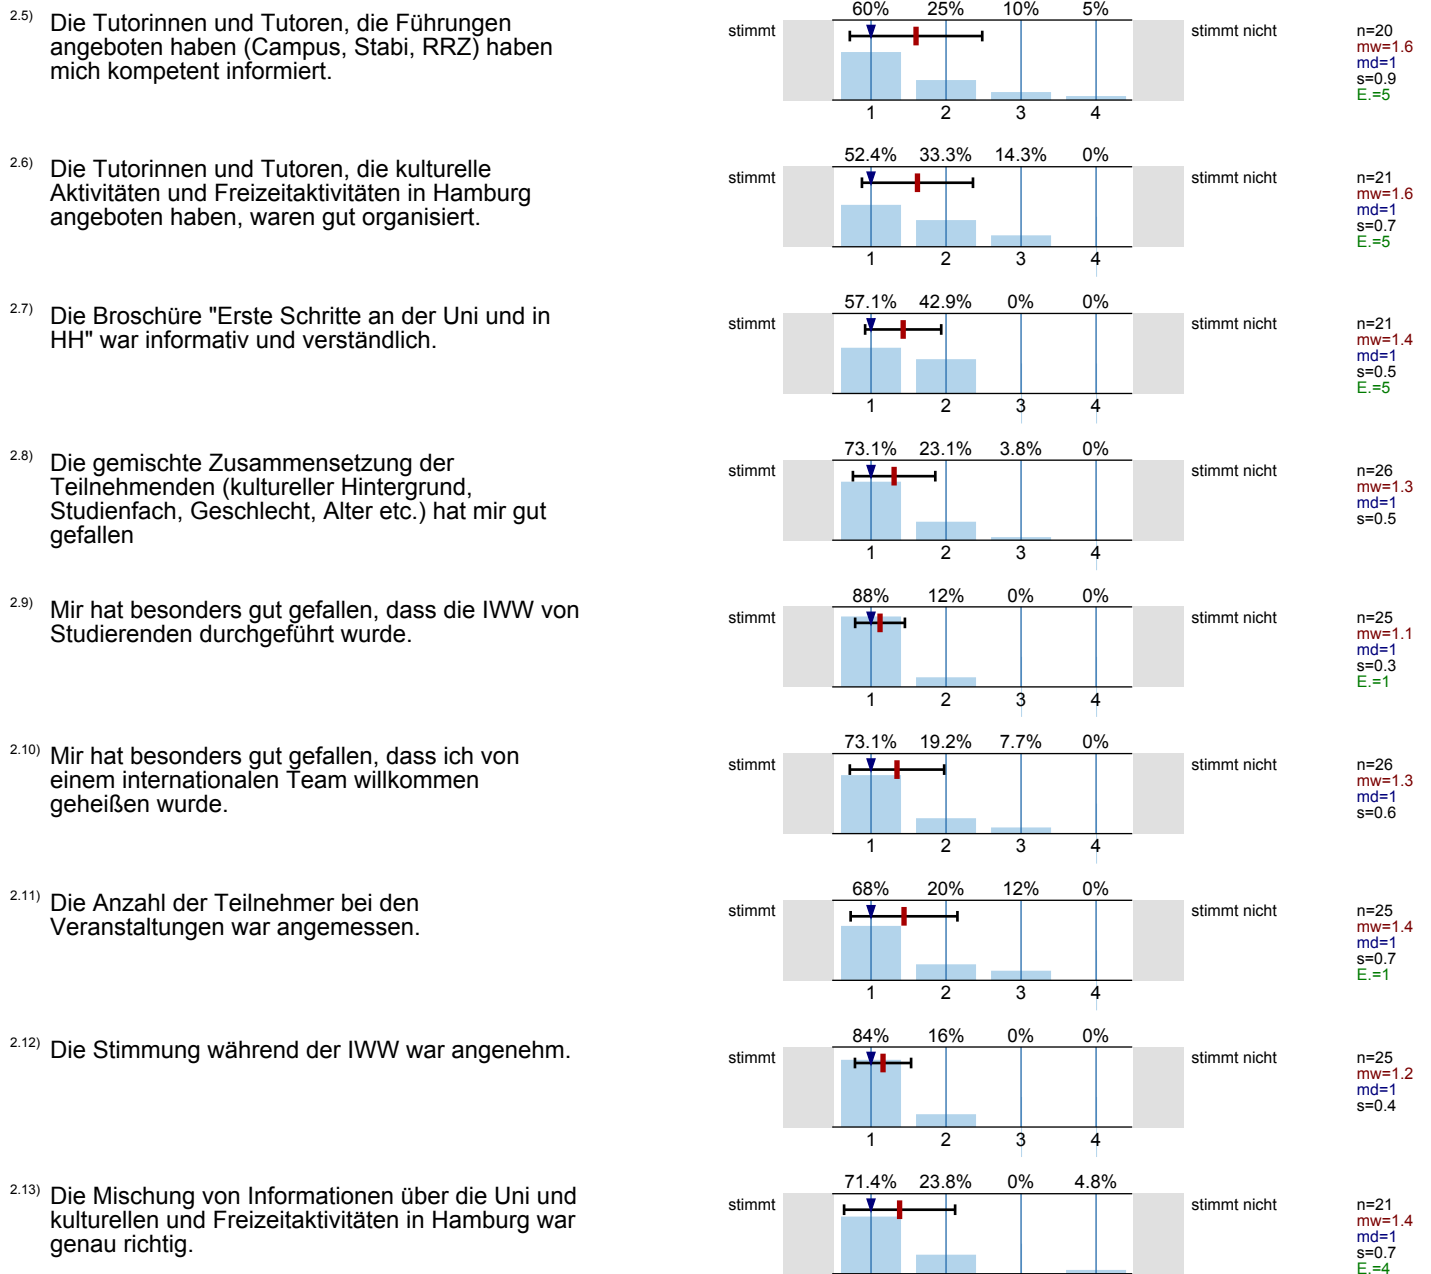 2.5) Die Tutorinnen und Tutoren, die Führungen
angeboten haben (Campus, Stabi, RRZ) haben
mich kompetent informiert.
60% 25% 10% 5%
stimmt stimmt nicht
1 2 3 4
n=20
mw=1.6
md=1
s=0.9
E.=5
2.6) Die Tutorinnen und Tutoren, die kulturelle
Aktivitäten und Freizeitaktivitäten in Hamburg
angeboten haben, waren gut organisiert.
52.4% 33.3% 14.3% 0%
stimmt stimmt nicht
1 2 3 4
n=21
mw=1.6
md=1
s=0.7
E.=5
2.7) Die Broschüre "Erste Schritte an der Uni und in
HH" war informativ und verständlich.
57.1% 42.9% 0% 0%
stimmt stimmt nicht
1 2 3 4
n=21
mw=1.4
md=1
s=0.5
E.=5
2.8) Die gemischte Zusammensetzung der
Teilnehmenden (kultureller Hintergrund,
Studienfach, Geschlecht, Alter etc.) hat mir gut
gefallen
73.1% 23.1% 3.8% 0%
stimmt stimmt nicht
1 2 3 4
n=26
mw=1.3
md=1
s=0.5
2.9) Mir hat besonders gut gefallen, dass die IWW von
Studierenden durchgeführt wurde.
88% 12% 0% 0%
stimmt stimmt nicht
1 2 3 4
n=25
mw=1.1
md=1
s=0.3
E.=1
2.10) Mir hat besonders gut gefallen, dass ich von
einem internationalen Team willkommen
geheißen wurde.
73.1% 19.2% 7.7% 0%
stimmt stimmt nicht
1 2 3 4
n=26
mw=1.3
md=1
s=0.6
2.11) Die Anzahl der Teilnehmer bei den
Veranstaltungen war angemessen.
68% 20% 12% 0%
stimmt stimmt nicht
1 2 3 4
n=25
mw=1.4
md=1
s=0.7
E.=1
2.12) Die Stimmung während der IWW war angenehm.
84% 16% 0% 0%
stimmt stimmt nicht
1 2 3 4
n=25
mw=1.2
md=1
s=0.4
2.13) Die Mischung von Informationen über die Uni und
kulturellen und Freizeitaktivitäten in Hamburg war
genau richtig.
71.4% 23.8% 0% 4.8%
stimmt stimmt nicht
n=21
mw=1.4
md=1
s=0.7
E.=4